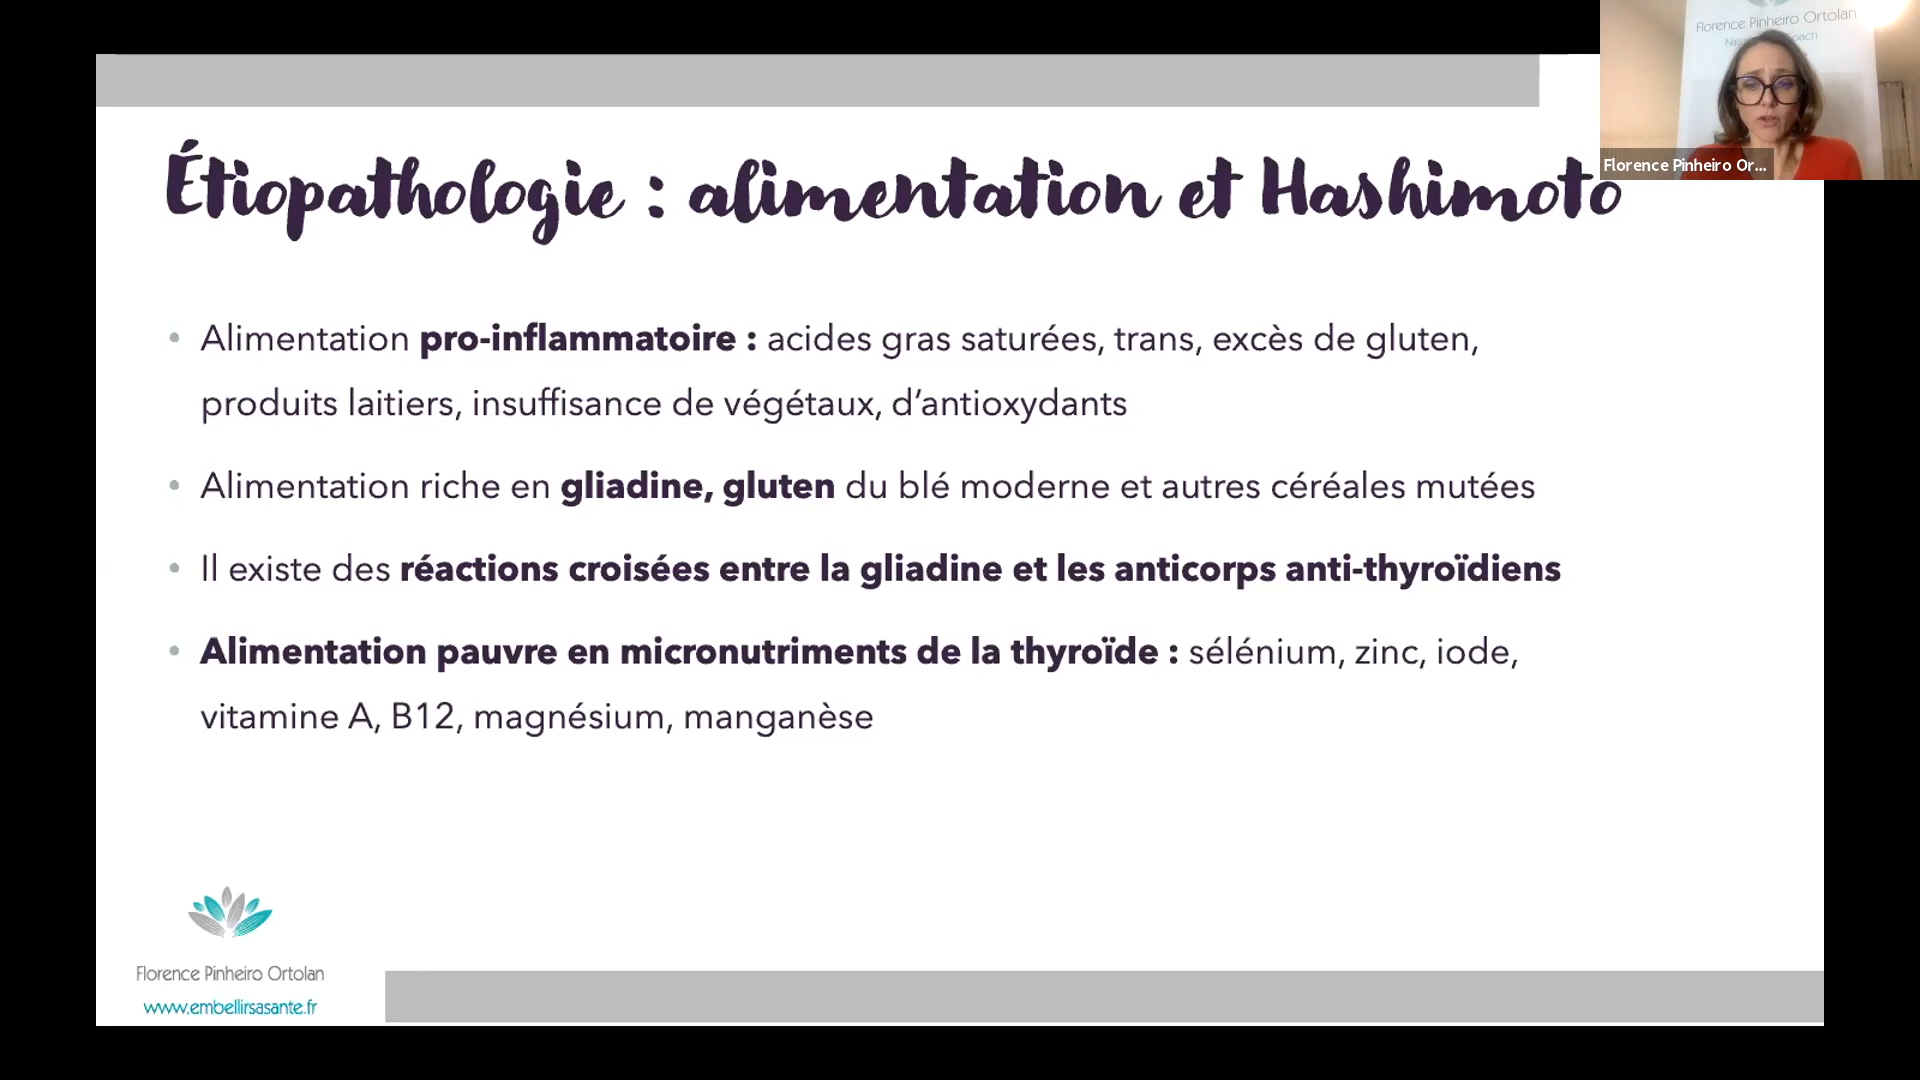 Florence Pinheiro Ortolan
Étiopathologie : alimentation et Hashimoto
Florence Pinheiro Or...
• Alimentation pro-inflammatoire : acides gras saturées, trans, excès de gluten,
produits laitiers, insuffisance de végétaux, d’antioxydants
• Alimentation riche en gliadine, gluten du blé moderne et autres céréales mutées
• Il existe des réactions croisées entre la gliadine et les anticorps anti-thyroïdiens
• Alimentation pauvre en micronutriments de la thyroïde : sélénium, zinc, iode,
vitamine A, B12, magnésium, manganèse
Florence Pinheiro Ortolan
www.embellirsasante.fr